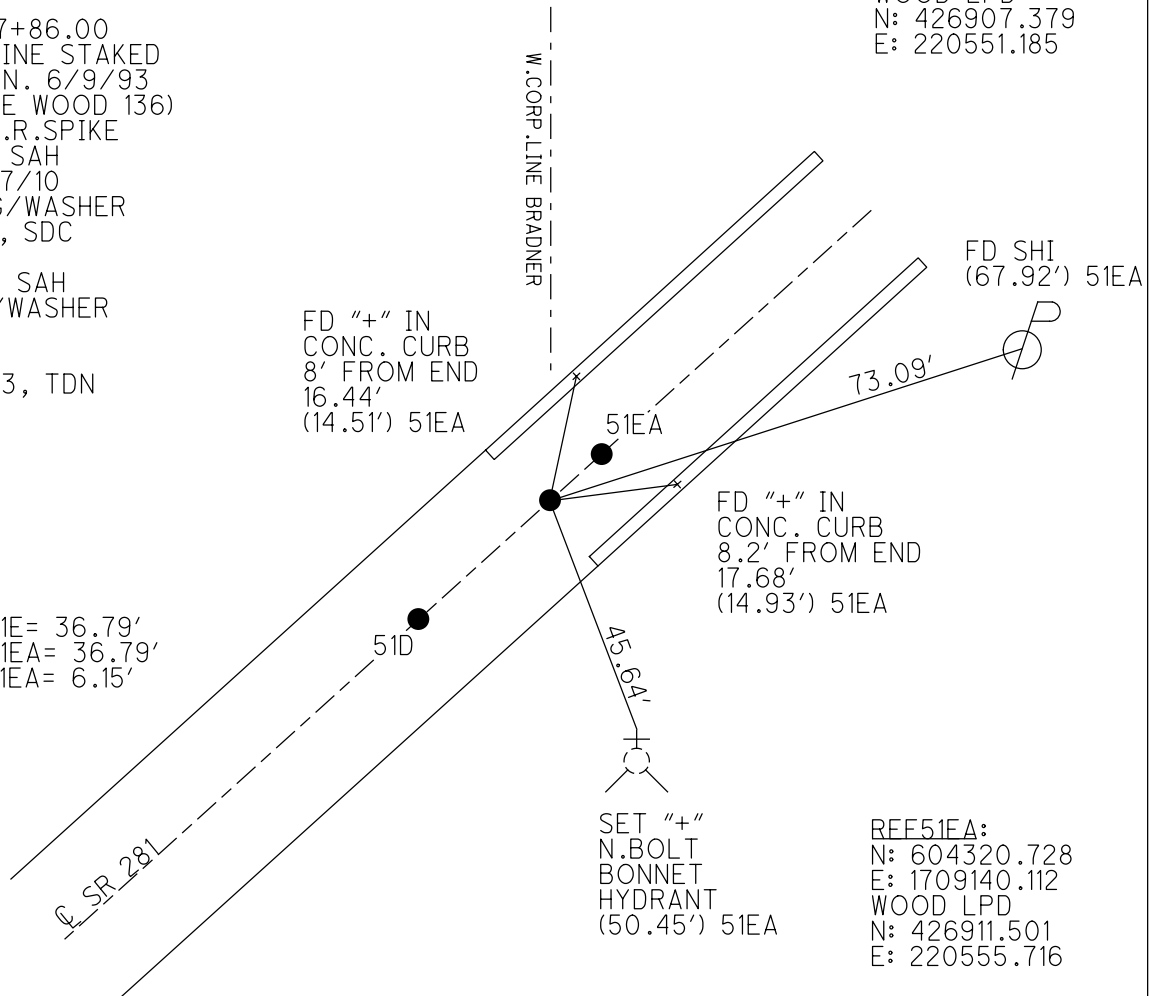 7+86.00
INE STAKED
N. 6/9/93
E WOOD 136)
.R.SPIKE
SAH
7/10
/WASHER
, SDC
SAH
/WASHER
3, TDN
1E= 36.79'
1EA= 36.79'
1EA= 6.15'
WOOD LPD
N: 426907.379
E: 220551.185
W.CORP.LINE BRADNER
FD "+" IN
CONC. CURB
8' FROM END
16.44'
(14.51') 51EA
51EA
FD SHI
(67.92') 51EA
73.09'
FD "+" IN
CONC. CURB
8.2' FROM END
17.68'
(14.93') 51EA
51D
45.64'
℄ SR 281
SET "+"
N.BOLT
BONNET
HYDRANT
(50.45') 51EA
REF51EA:
N: 604320.728
E: 1709140.112
WOOD LPD
N: 426911.501
E: 220555.716